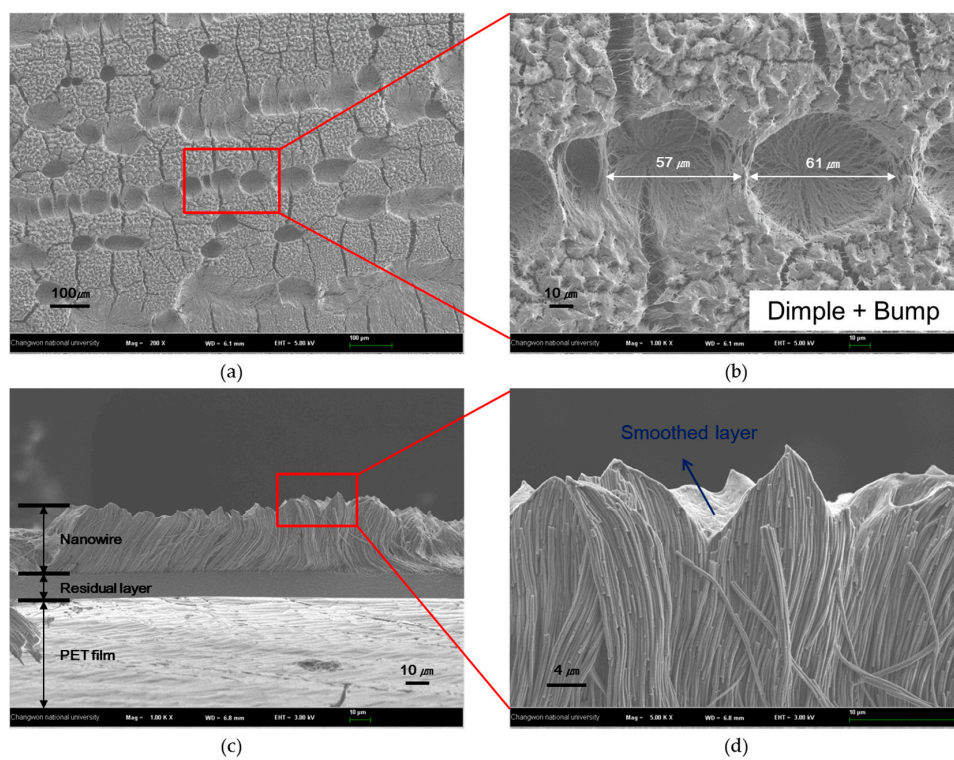 57 ㎛
61 ㎛
100㎛
10 ㎛
Dimple + Bump
Changwon national university Mag = 200 X WD = 6.1 mm EHT = 5.00 kV 100 μm
Changwon national university Mag = 1.00 K X WD = 6.1 mm EHT = 5.00 kV 10 μm
(a)
(b)
Smoothed layer
Nanowire
Residual layer
PET film
10 ㎛
4 ㎛
Changwon national university Mag = 1.00 K X WD = 6.8 mm EHT = 3.00 kV 10 μm
Changwon national university Mag = 5.00 K X WD = 6.8 mm EHT = 3.00 kV 10 μm
(c)
(d)